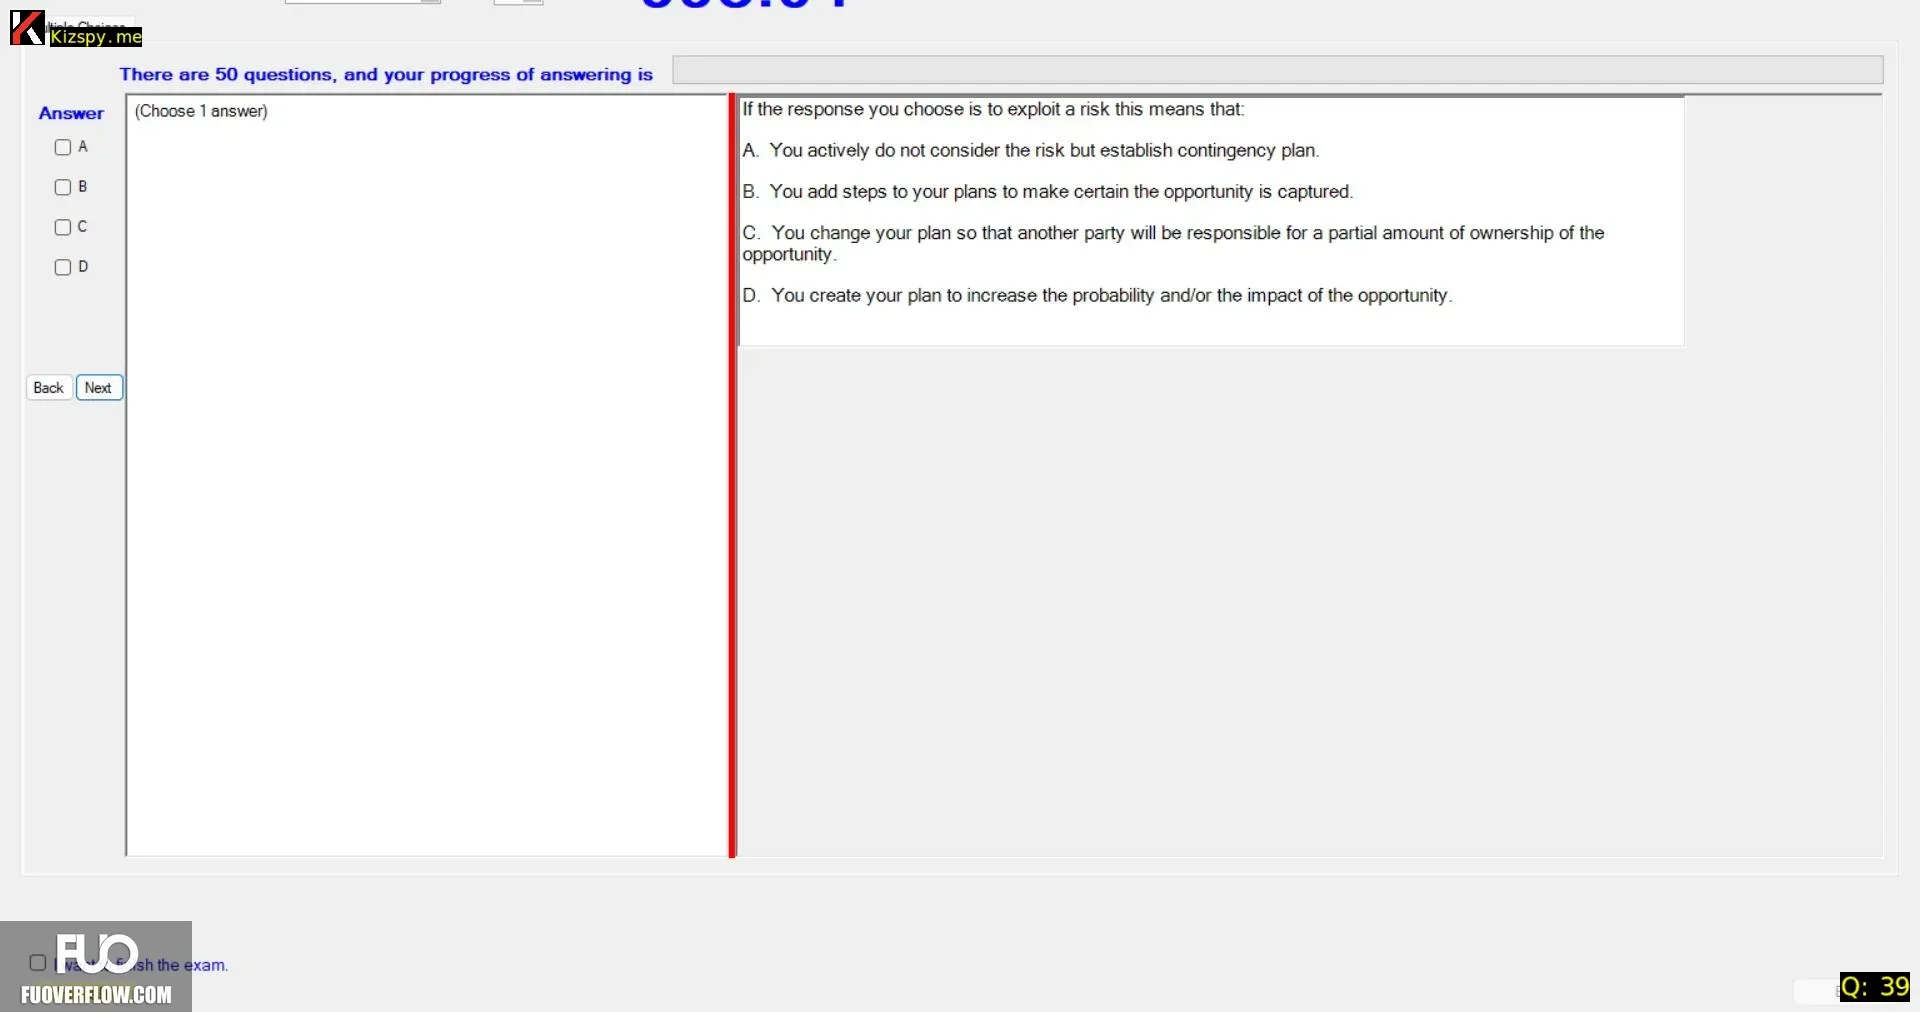 Kizspy.me
There are 50 questions, and your progress of answering is
Answer
(Choose 1 answer)
A
B
C
D
Back
Next
If the response you choose is to exploit a risk this means that:
A. You actively do not consider the risk but establish contingency plan.
B. You add steps to your plans to make certain the opportunity is captured.
C. You change your plan so that another party will be responsible for a partial amount of ownership of the
opportunity.
D. You create your plan to increase the probability and/or the impact of the opportunity.
FUO
the exam.
FUOVERFLOW.COM
Q: 39